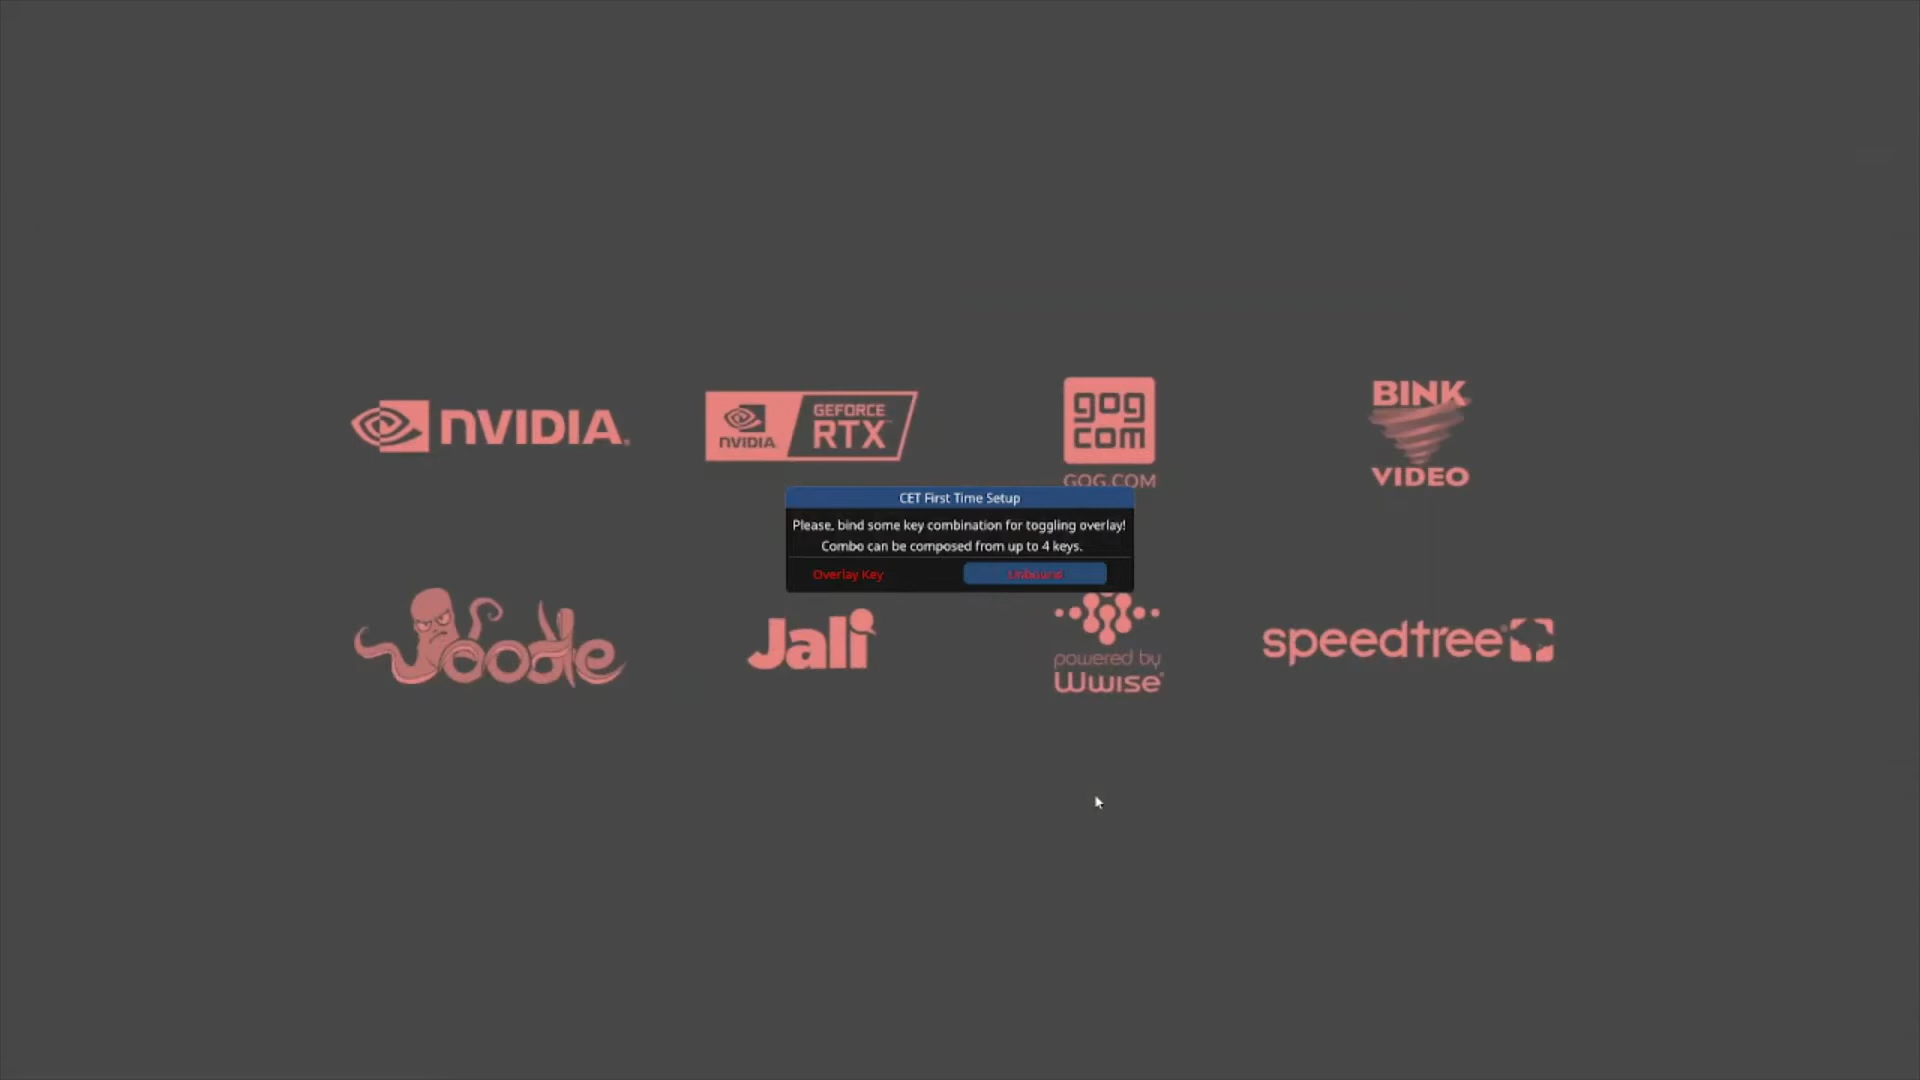 NVIDIA.
NVIDIA
GEFORCE
RTX
gog
com
GOG.COM
BINK
VIDEO
CET First Time Setup
Please, bind some key combination for toggling overlay!
Combo can be composed from up to 4 keys.
Overlay Key
Unbound
oodle
Jali
powered by
Wwise
speedtree